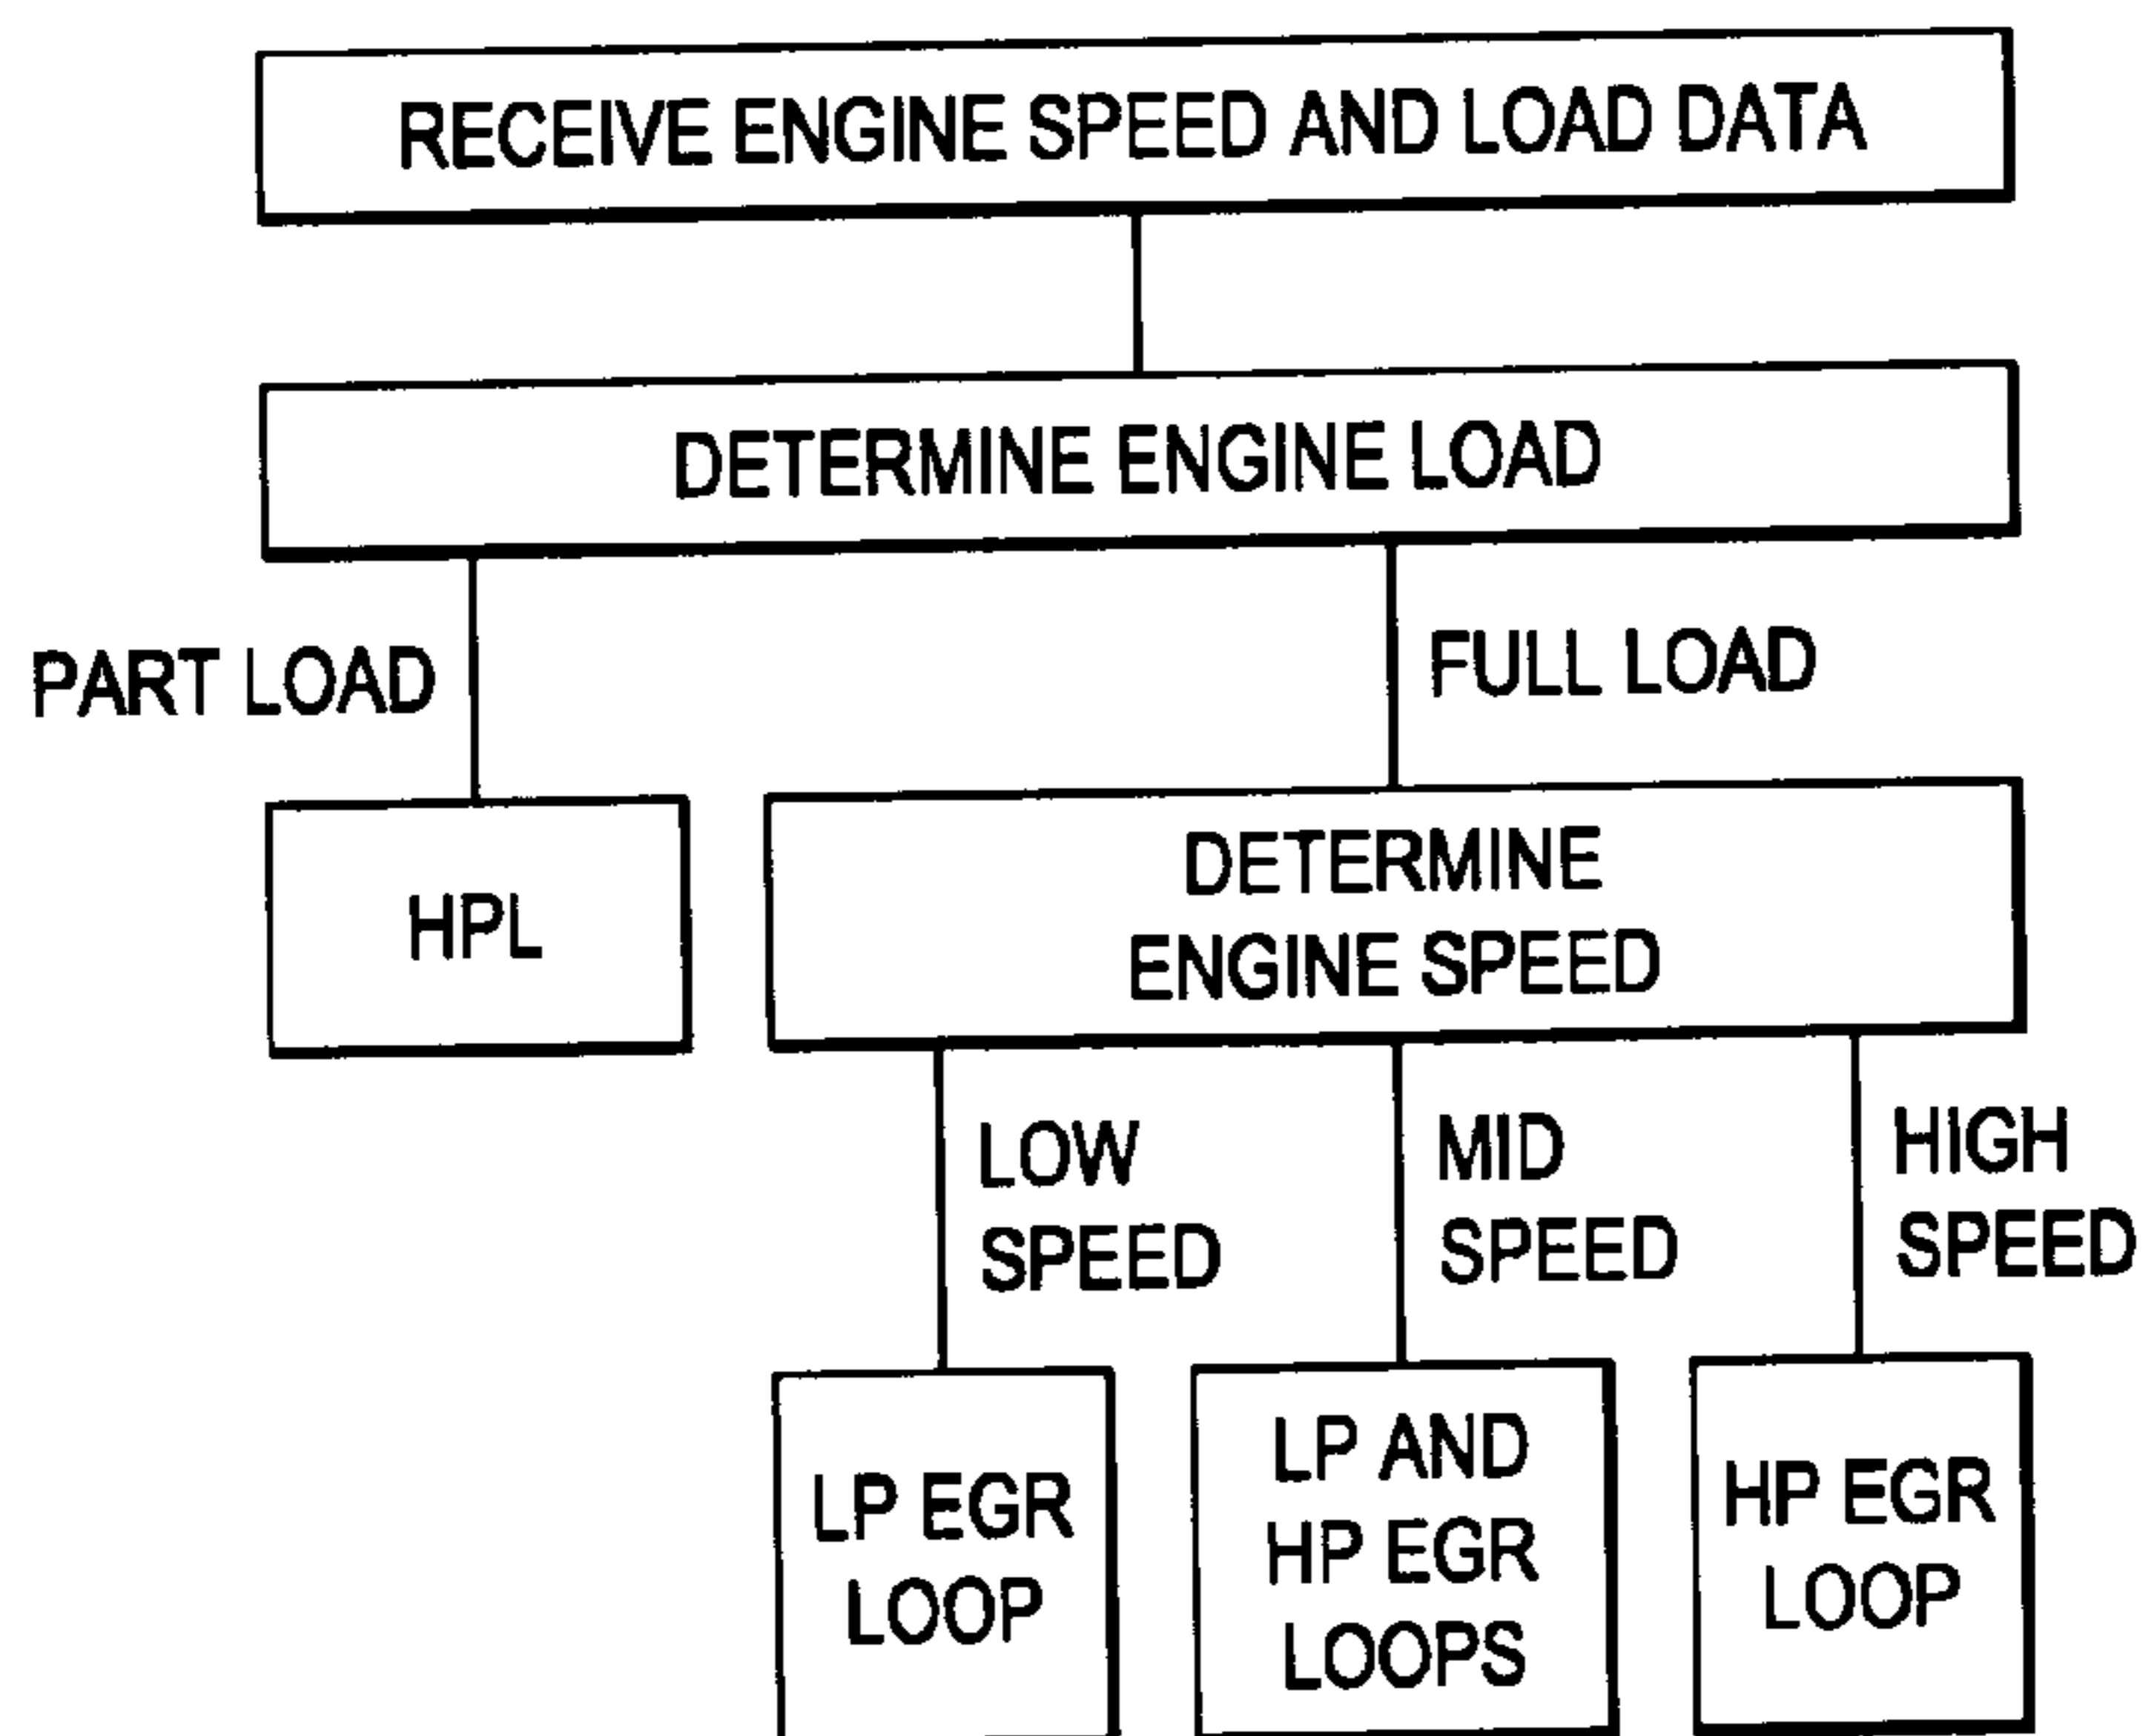 RECEIVE ENGINE SPEED AND LOAD DATA
DETERMINE ENGINE LOAD
PART LOAD
FULL LOAD
HPL
DETERMINE
ENGINE SPEED
LOW
SPEED
MID
SPEED
HIGH
SPEED
LP EGR
LOOP
LP AND
HP EGR
LOOPS
HP EGR
LOOP